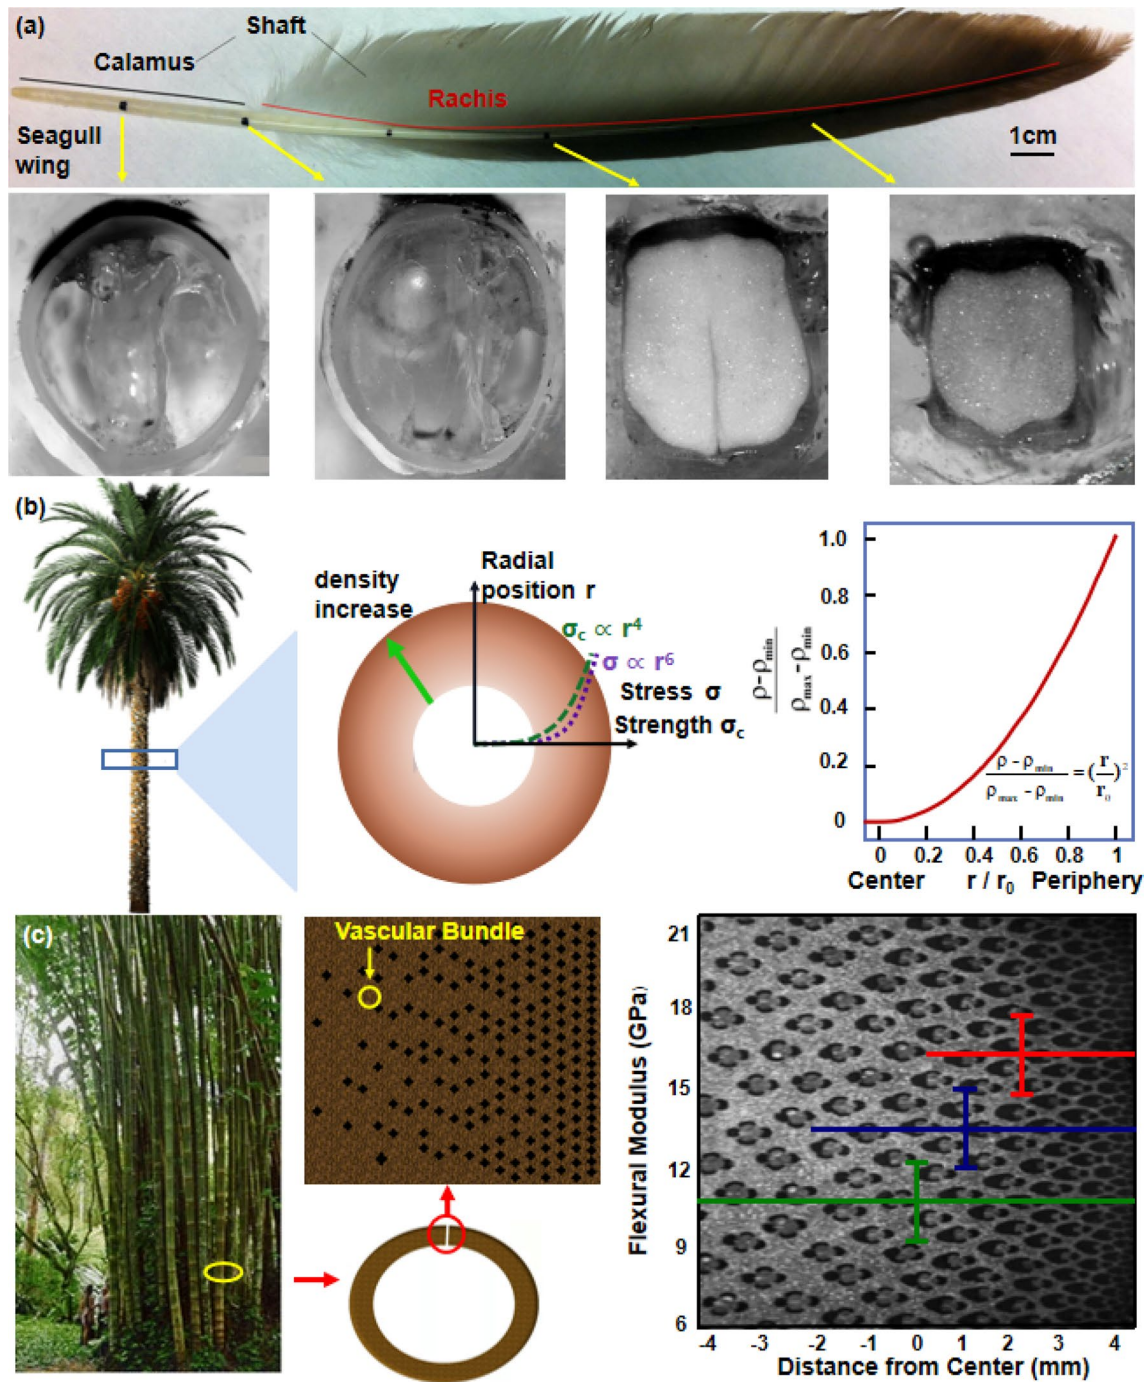 (a)
Shaft
Calamus
Rachis
Seagull
wing
1cm
(b)
Radial
position r
density
increase
σc ∝ r⁴
σ ∝ r⁶
Stress σ
Strength σc
1.0
0.8
0.6
0.4
0.2
0
ρ-ρmin
ρmax-ρmin
ρ - ρmin
ρmax - ρmin
=(r/r₀)²
0 0.2 0.4 0.6 0.8 1
Center r / r₀ Periphery
(c)
Vascular Bundle
Flexural Modulus (GPa)
21
18
15
12
9
6
-4 -3 -2 -1 0 1 2 3 4
Distance from Center (mm)